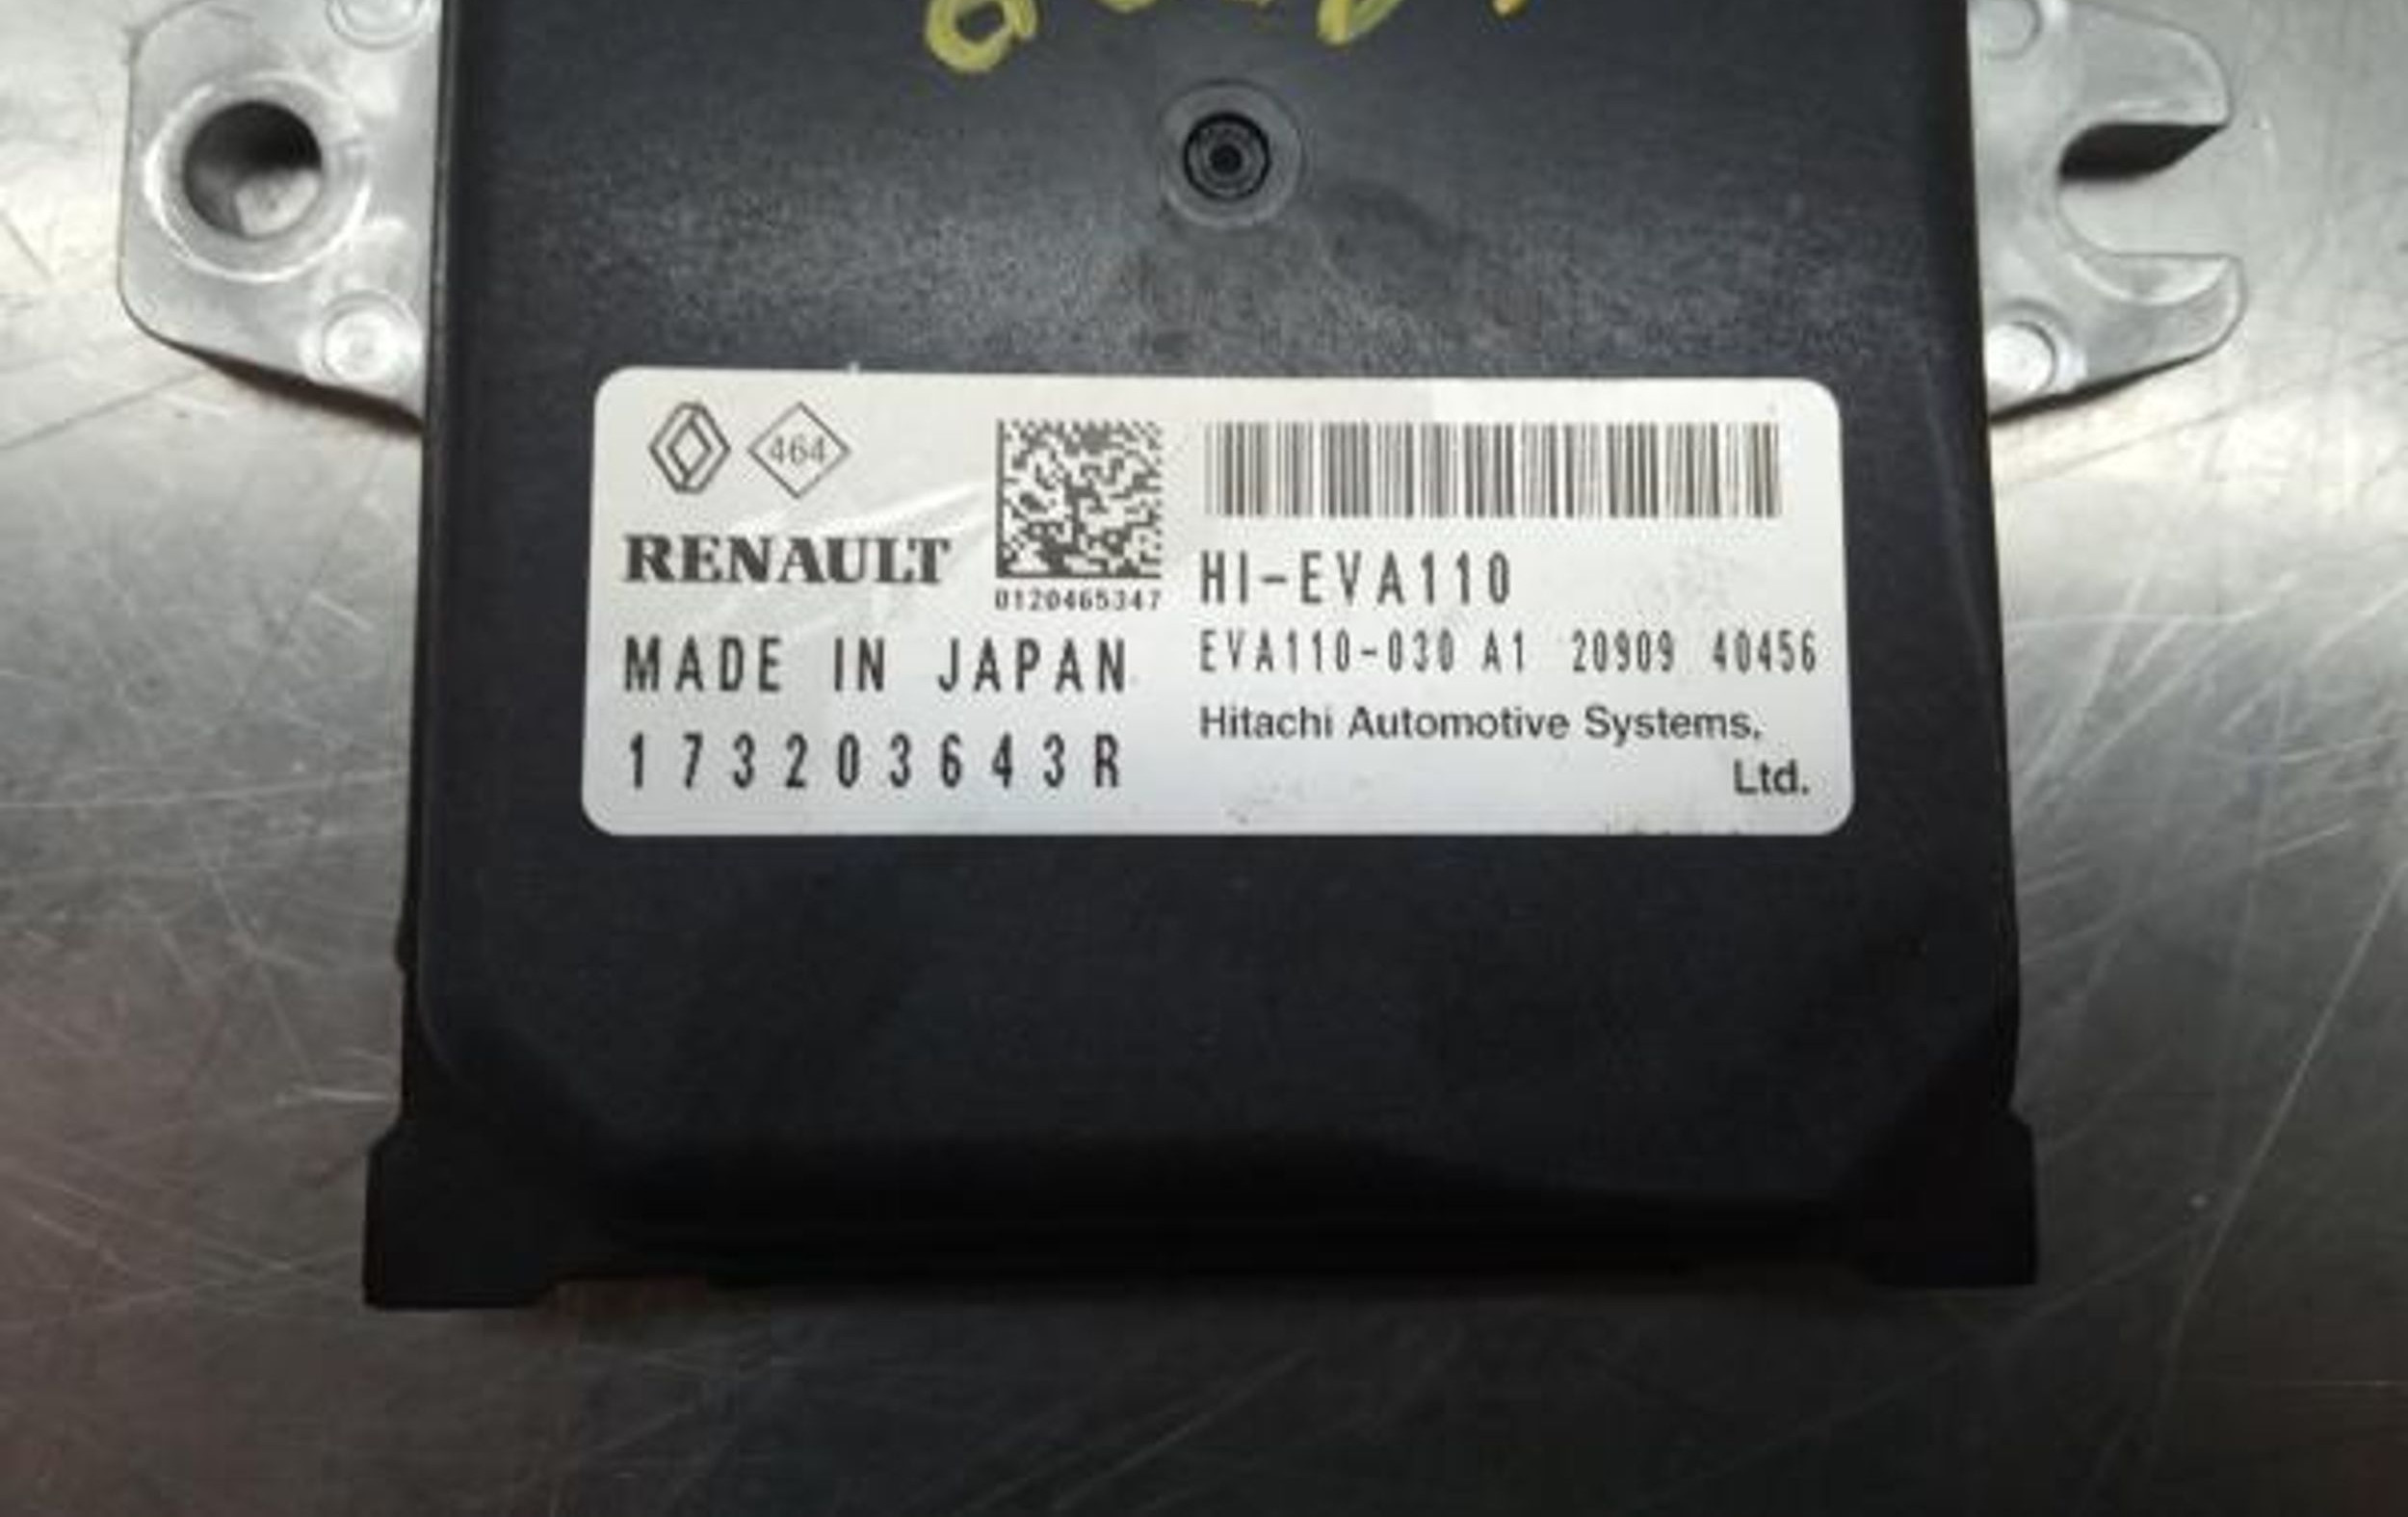 464
RENAULT
0120465347
MADE IN JAPAN
173203643R
HI-EVA110
EVA110-030 A1 20909 40456
Hitachi Automotive Systems,
Ltd.